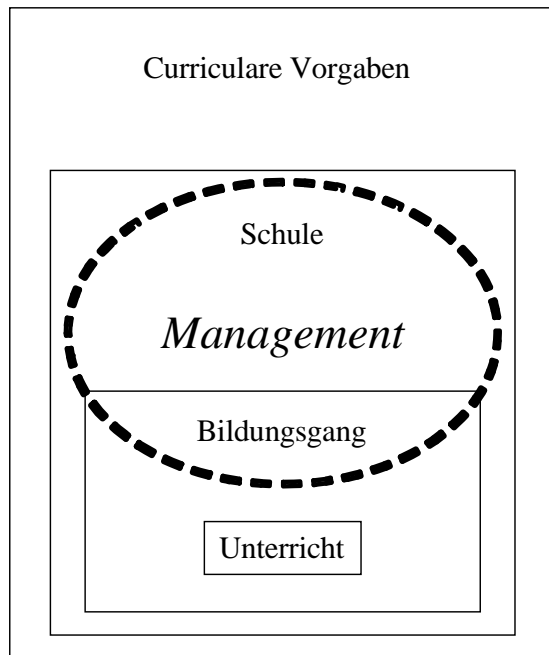 Curriculare Vorgaben
Schule
Management
Bildungsgang
Unterricht